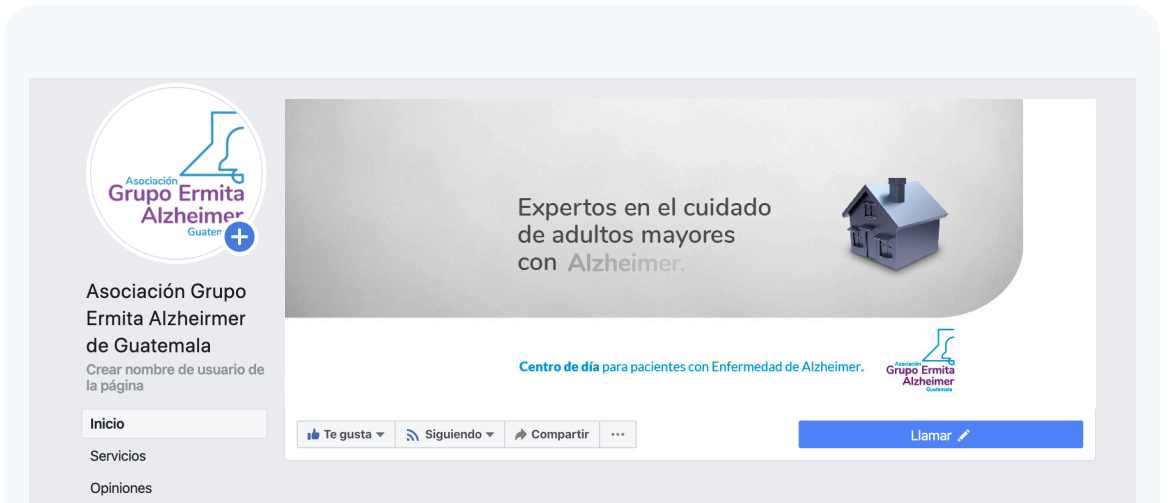 Asociación
Grupo Ermita
Alzheimer
Asociación Grupo
Ermita Alzheirmer
de Guatemala
Crear nombre de usuario de
la página
Inicio
Servicios
Opiniones
Expertos en el cuidado
de adultos mayores
con Alzheimer.
Centro de día para pacientes con Enfermedad de Alzheimer.
Asociación
Grupo Ermita
Alzheimer
Guatemala
Te gusta
Siguiendo
Compartir
Llamar